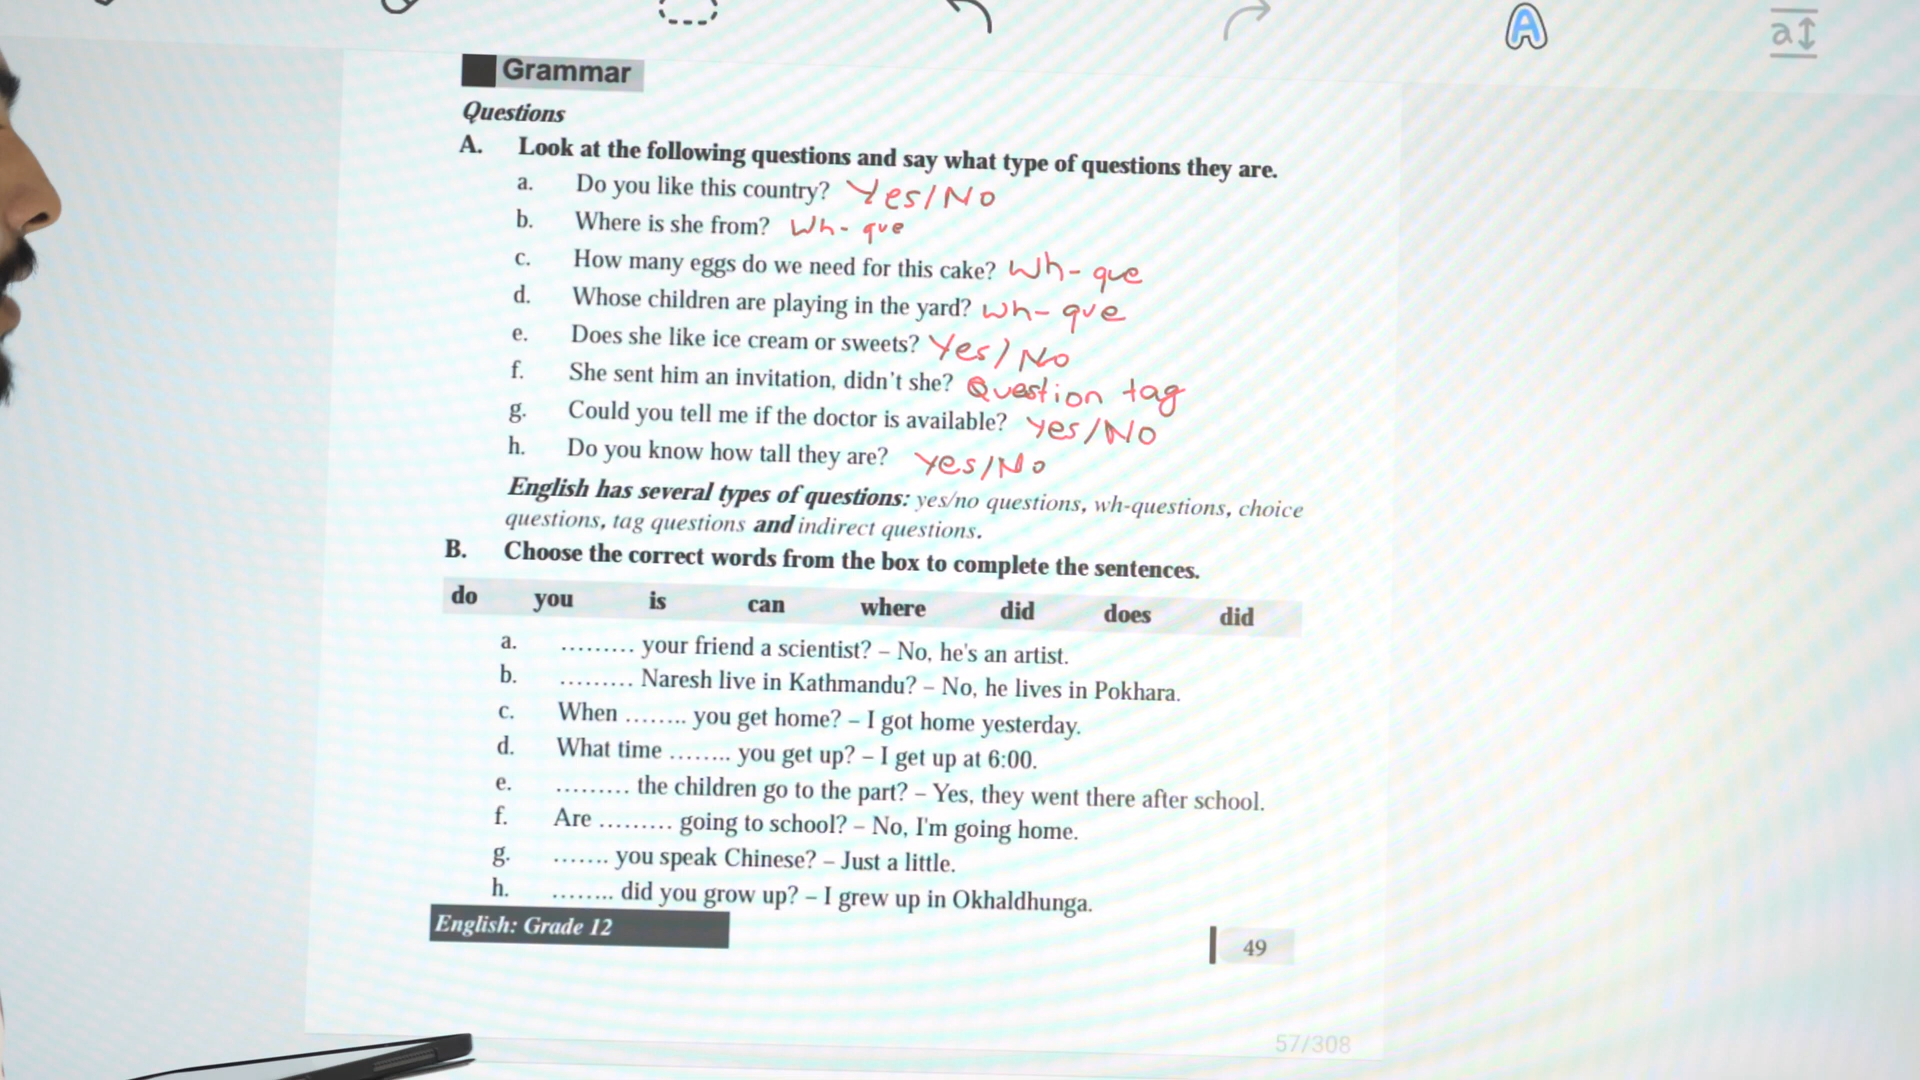 Grammar
Questions
A. Look at the following questions and say what type of questions they are.
a. Do you like this country? Yes/No
b. Where is she from? Wh- que
c. How many eggs do we need for this cake? Wh- que
d. Whose children are playing in the yard? Wh- que
e. Does she like ice cream or sweets? Yes/No
f. She sent him an invitation, didn't she? Question tag
g. Could you tell me if the doctor is available? Yes/No
h. Do you know how tall they are? Yes/No
English has several types of questions: yes/no questions, wh-questions, choice
questions, tag questions and indirect questions.
B. Choose the correct words from the box to complete the sentences.
do you is can where did does did
a. ......... your friend a scientist? – No, he's an artist.
b. ......... Naresh live in Kathmandu? – No, he lives in Pokhara.
c. When ........ you get home? – I got home yesterday.
d. What time ........ you get up? – I get up at 6:00.
e. ......... the children go to the part? – Yes, they went there after school.
f. Are ......... going to school? – No, I'm going home.
g. ....... you speak Chinese? – Just a little.
h. ........ did you grow up? – I grew up in Okhaldhunga.
English: Grade 12
49
57/308